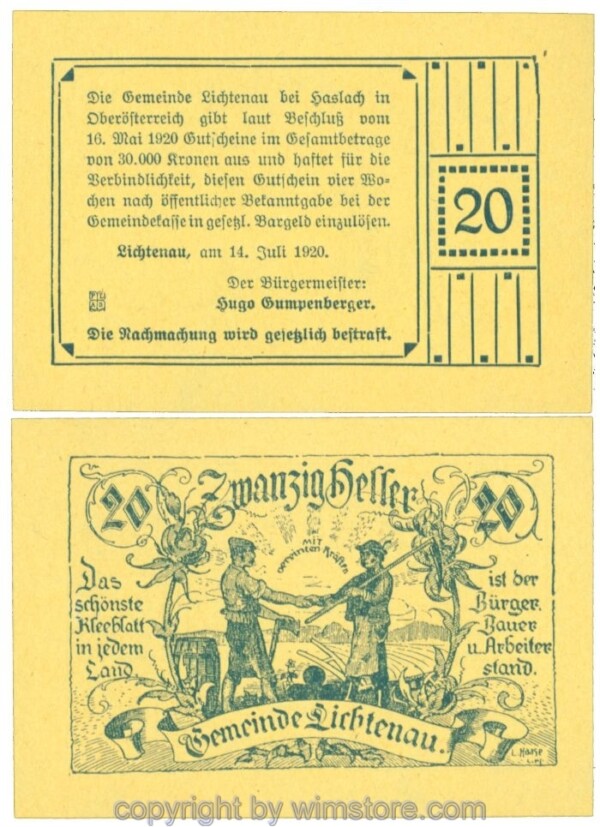 Die Gemeinde Lichtenau bei Haslach in
Oberösterreich gibt laut Beschluß vom
16. Mai 1920 Gutscheine im Gesamtbetrage
von 30.000 Kronen aus und haftet für die
Verbindlichkeit, diesen Gutschein vier Wo-
chen nach öffentlicher Bekanntgabe bei der
Gemeindekasse in gesetzl. Bargeld einzulösen.
Lichtenau, am 14. Juli 1920.
Der Bürgermeister:
Hugo Gumpenberger.
Die Nachmachung wird gesetzlich bestraft.
20
20
Zwanzig Heller
20
mit
vereinten Kräften
Das
schönste
Kleeblatt
in jedem
Land
ist der
Bürger,
Bauer
u. Arbeiter
stand.
Gemeinde Lichtenau.
copyright by wimstore.com